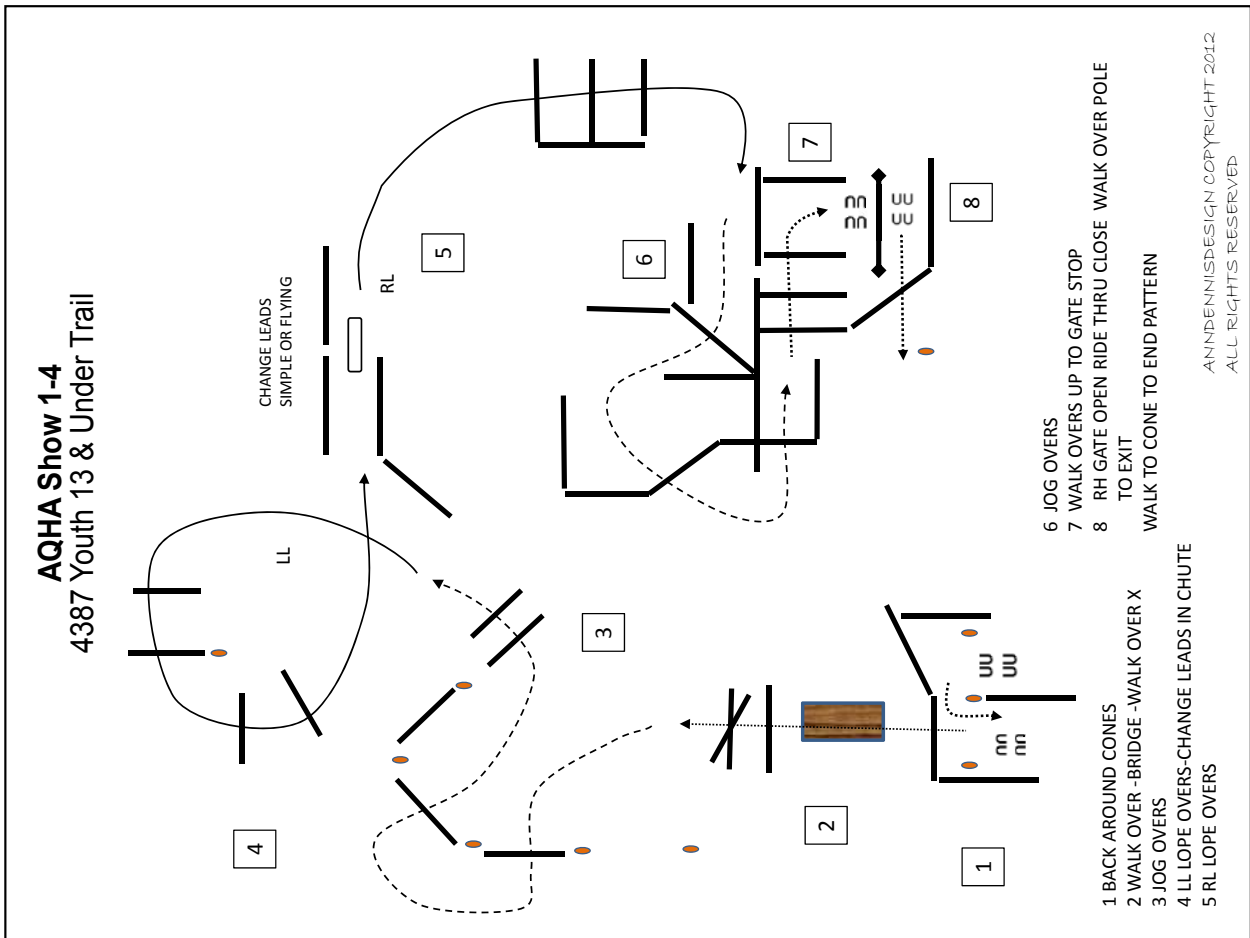 AQHA Show 1-4
4387 Youth 13 & Under Trail
CHANGE LEADS
SIMPLE OR FLYING
RL
LL
5
4
3
6
7
8
2
1
1 BACK AROUND CONES
2 WALK OVER -BRIDGE -WALK OVER X
3 JOG OVERS
4 LL LOPE OVERS-CHANGE LEADS IN CHUTE
5 RL LOPE OVERS
6 JOG OVERS
7 WALK OVERS UP TO GATE STOP
8 RH GATE OPEN RIDE THRU CLOSE WALK OVER POLE
TO EXIT
WALK TO CONE TO END PATTERN
ANNDENNISDESIGN COPYRIGHT 2012
ALL RIGHTS RESERVED